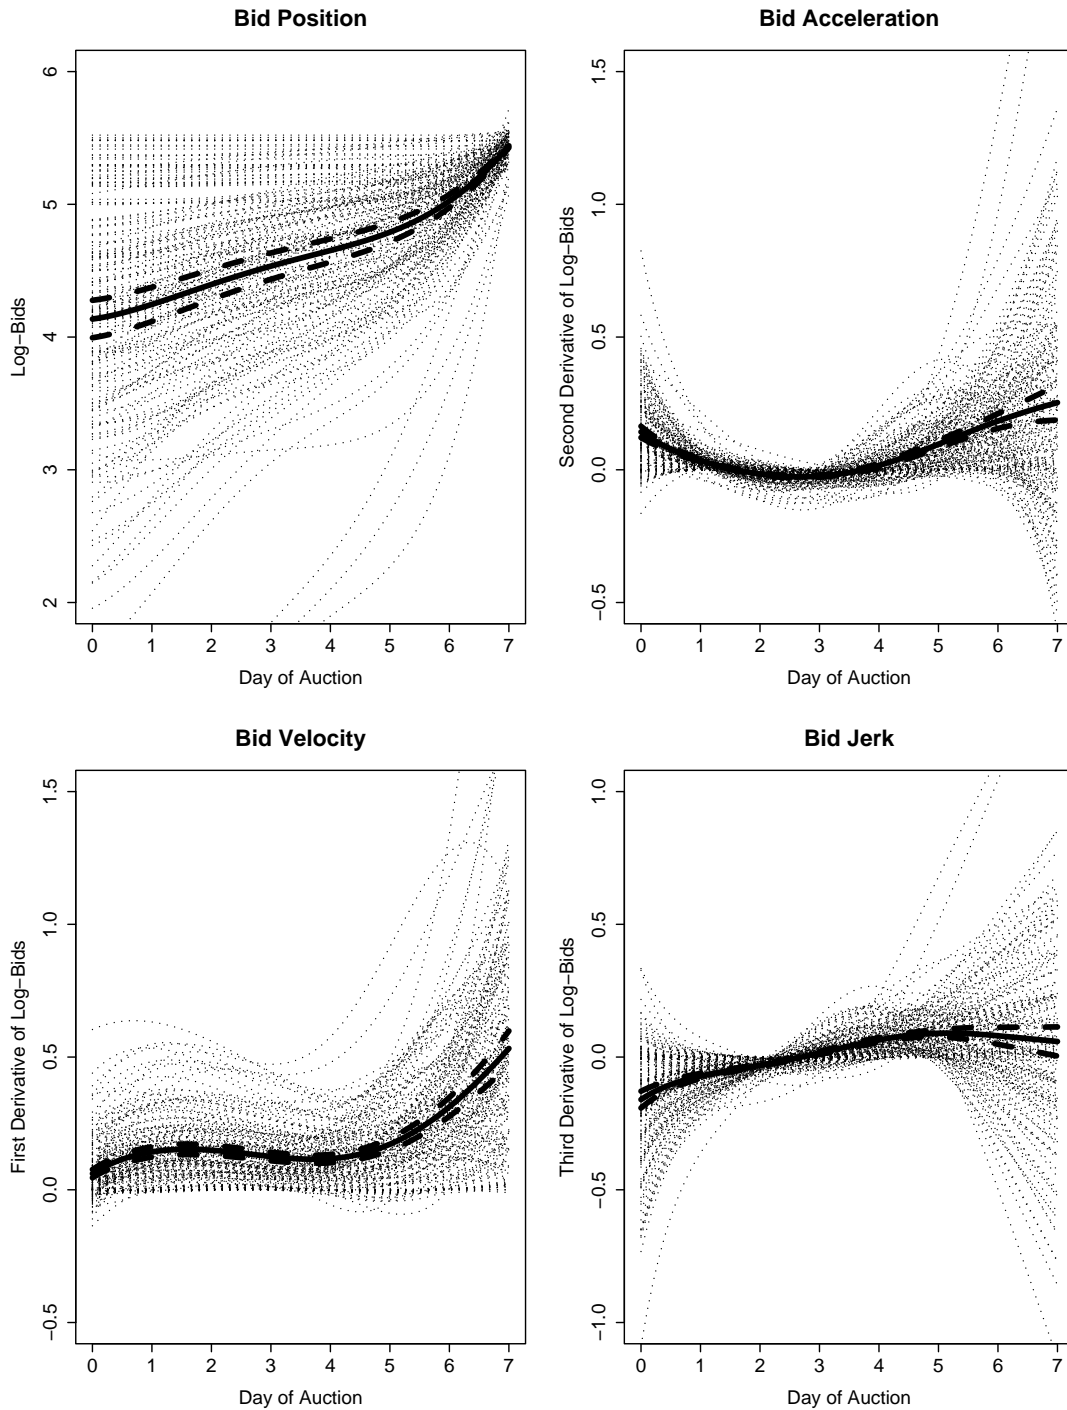 Bid Position
6
5
4
3
2
Log−Bids
0 1 2 3 4 5 6 7
Day of Auction
Bid Acceleration
1.5
1.0
0.5
0.0
−0.5
Second Derivative of Log−Bids
0 1 2 3 4 5 6 7
Day of Auction
Bid Velocity
1.5
1.0
0.5
0.0
−0.5
First Derivative of Log−Bids
0 1 2 3 4 5 6 7
Day of Auction
Bid Jerk
1.0
0.5
0.0
−0.5
−1.0
Third Derivative of Log−Bids
0 1 2 3 4 5 6 7
Day of Auction